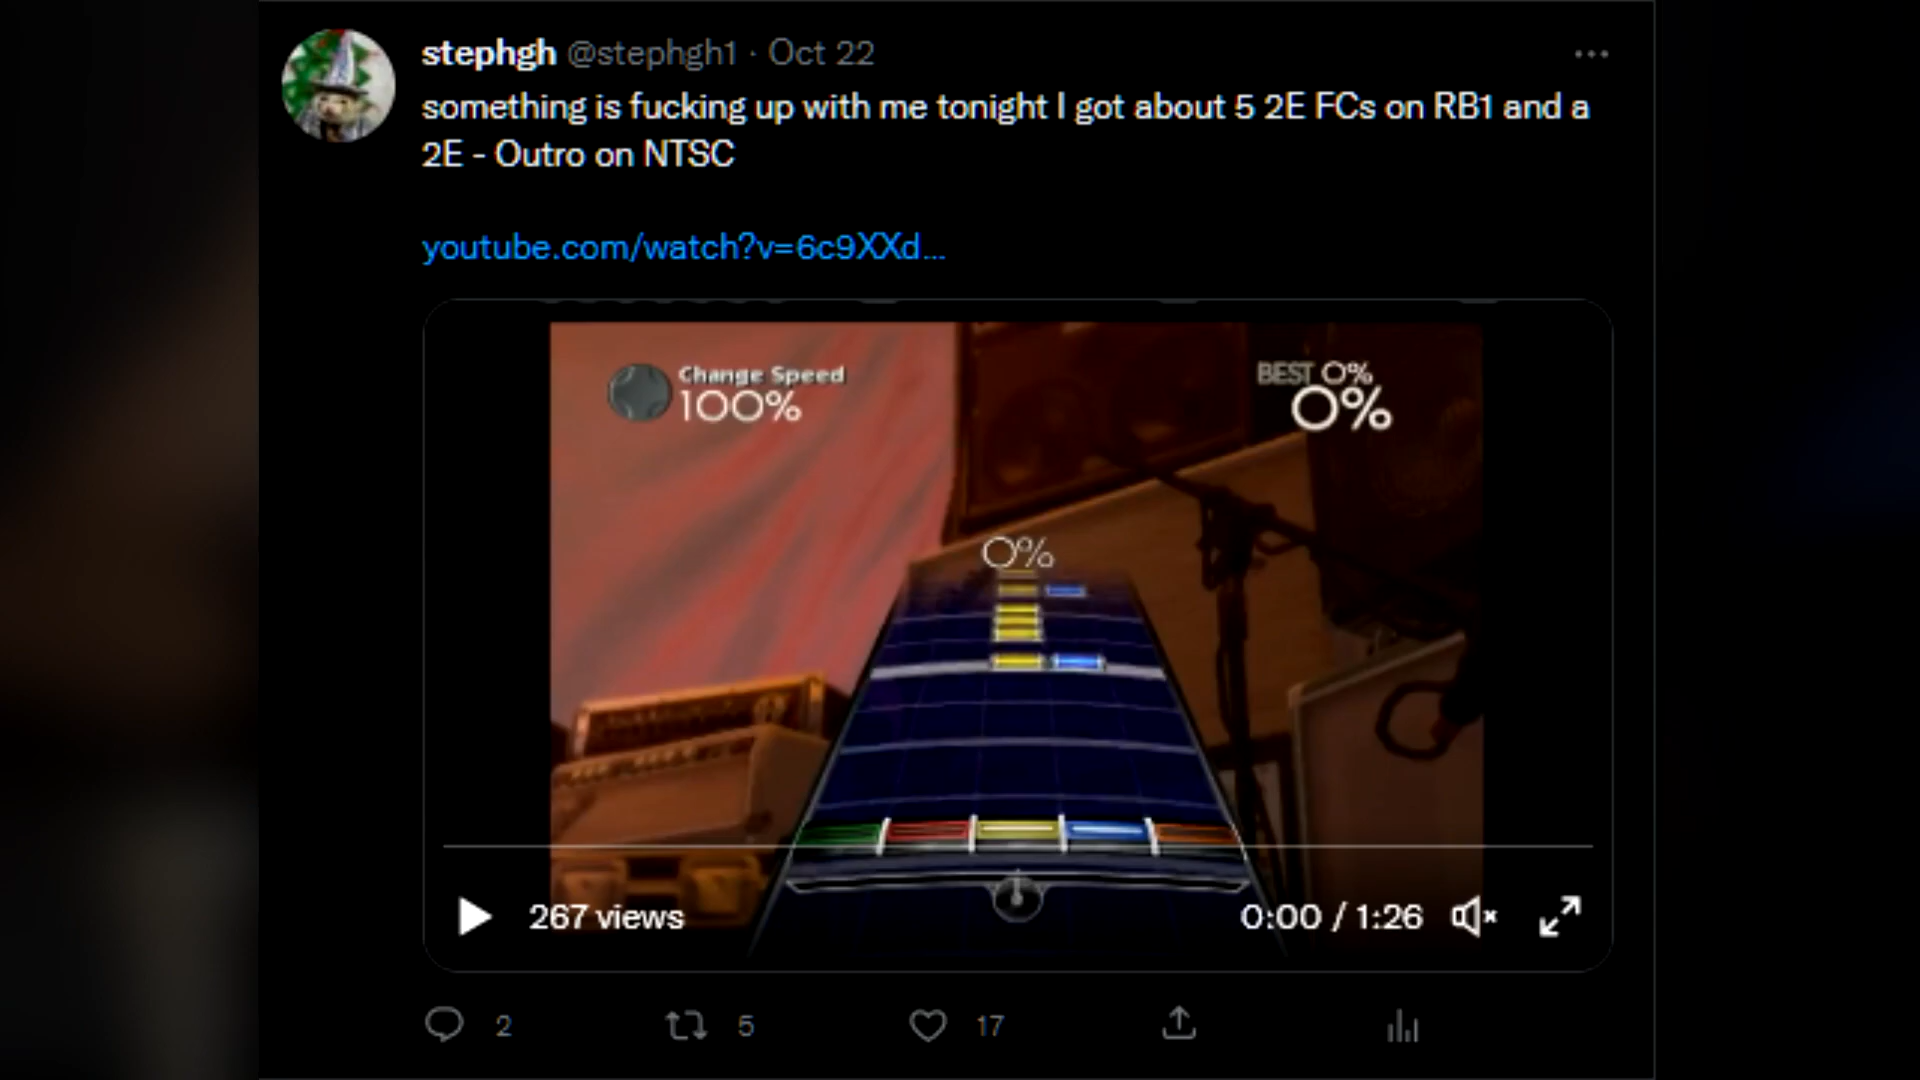 stephgh @stephgh1 · Oct 22
something is fucking up with me tonight I got about 5 2E FCs on RB1 and a
2E - Outro on NTSC
youtube.com/watch?v=6c9XXd...
Change Speed
100%
BEST 0%
0%
0%
267 views
0:00 / 1:26
2
5
17